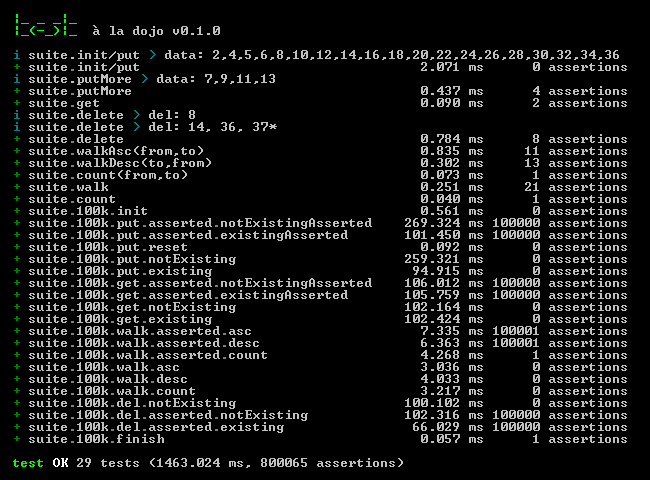 |_ _ _|_
|_(-_)|_ à la dojo v0.1.0
i suite.init/put > data: 2,4,5,6,8,10,12,14,16,18,20,22,24,26,28,30,32,34,36
+ suite.init/put 2.071 ms 0 assertions
i suite.putMore > data: 7,9,11,13
+ suite.putMore 0.437 ms 4 assertions
+ suite.get 0.090 ms 2 assertions
i suite.delete > del: 8
i suite.delete > del: 14, 36, 37*
+ suite.delete 0.784 ms 8 assertions
+ suite.walkAsc(from,to) 0.835 ms 11 assertions
+ suite.walkDesc(to,from) 0.302 ms 13 assertions
+ suite.count(from,to) 0.073 ms 1 assertions
+ suite.walk 0.251 ms 21 assertions
+ suite.count 0.040 ms 1 assertions
+ suite.100k.init 0.561 ms 0 assertions
+ suite.100k.put.asserted.notExistingAsserted 269.324 ms 100000 assertions
+ suite.100k.put.asserted.existingAsserted 101.450 ms 100000 assertions
+ suite.100k.put.reset 0.092 ms 0 assertions
+ suite.100k.put.notExisting 259.321 ms 0 assertions
+ suite.100k.put.existing 94.915 ms 0 assertions
+ suite.100k.get.asserted.notExistingAsserted 106.012 ms 100000 assertions
+ suite.100k.get.asserted.existingAsserted 105.759 ms 100000 assertions
+ suite.100k.get.notExisting 102.164 ms 0 assertions
+ suite.100k.get.existing 102.424 ms 0 assertions
+ suite.100k.walk.asserted.asc 7.335 ms 100001 assertions
+ suite.100k.walk.asserted.desc 6.363 ms 100001 assertions
+ suite.100k.walk.asserted.count 4.268 ms 1 assertions
+ suite.100k.walk.asc 3.036 ms 0 assertions
+ suite.100k.walk.desc 4.033 ms 0 assertions
+ suite.100k.walk.count 3.217 ms 0 assertions
+ suite.100k.del.notExisting 100.102 ms 0 assertions
+ suite.100k.del.asserted.notExisting 102.316 ms 100000 assertions
+ suite.100k.del.asserted.existing 66.029 ms 100000 assertions
+ suite.100k.finish 0.057 ms 1 assertions
test OK 29 tests (1463.024 ms, 800065 assertions)